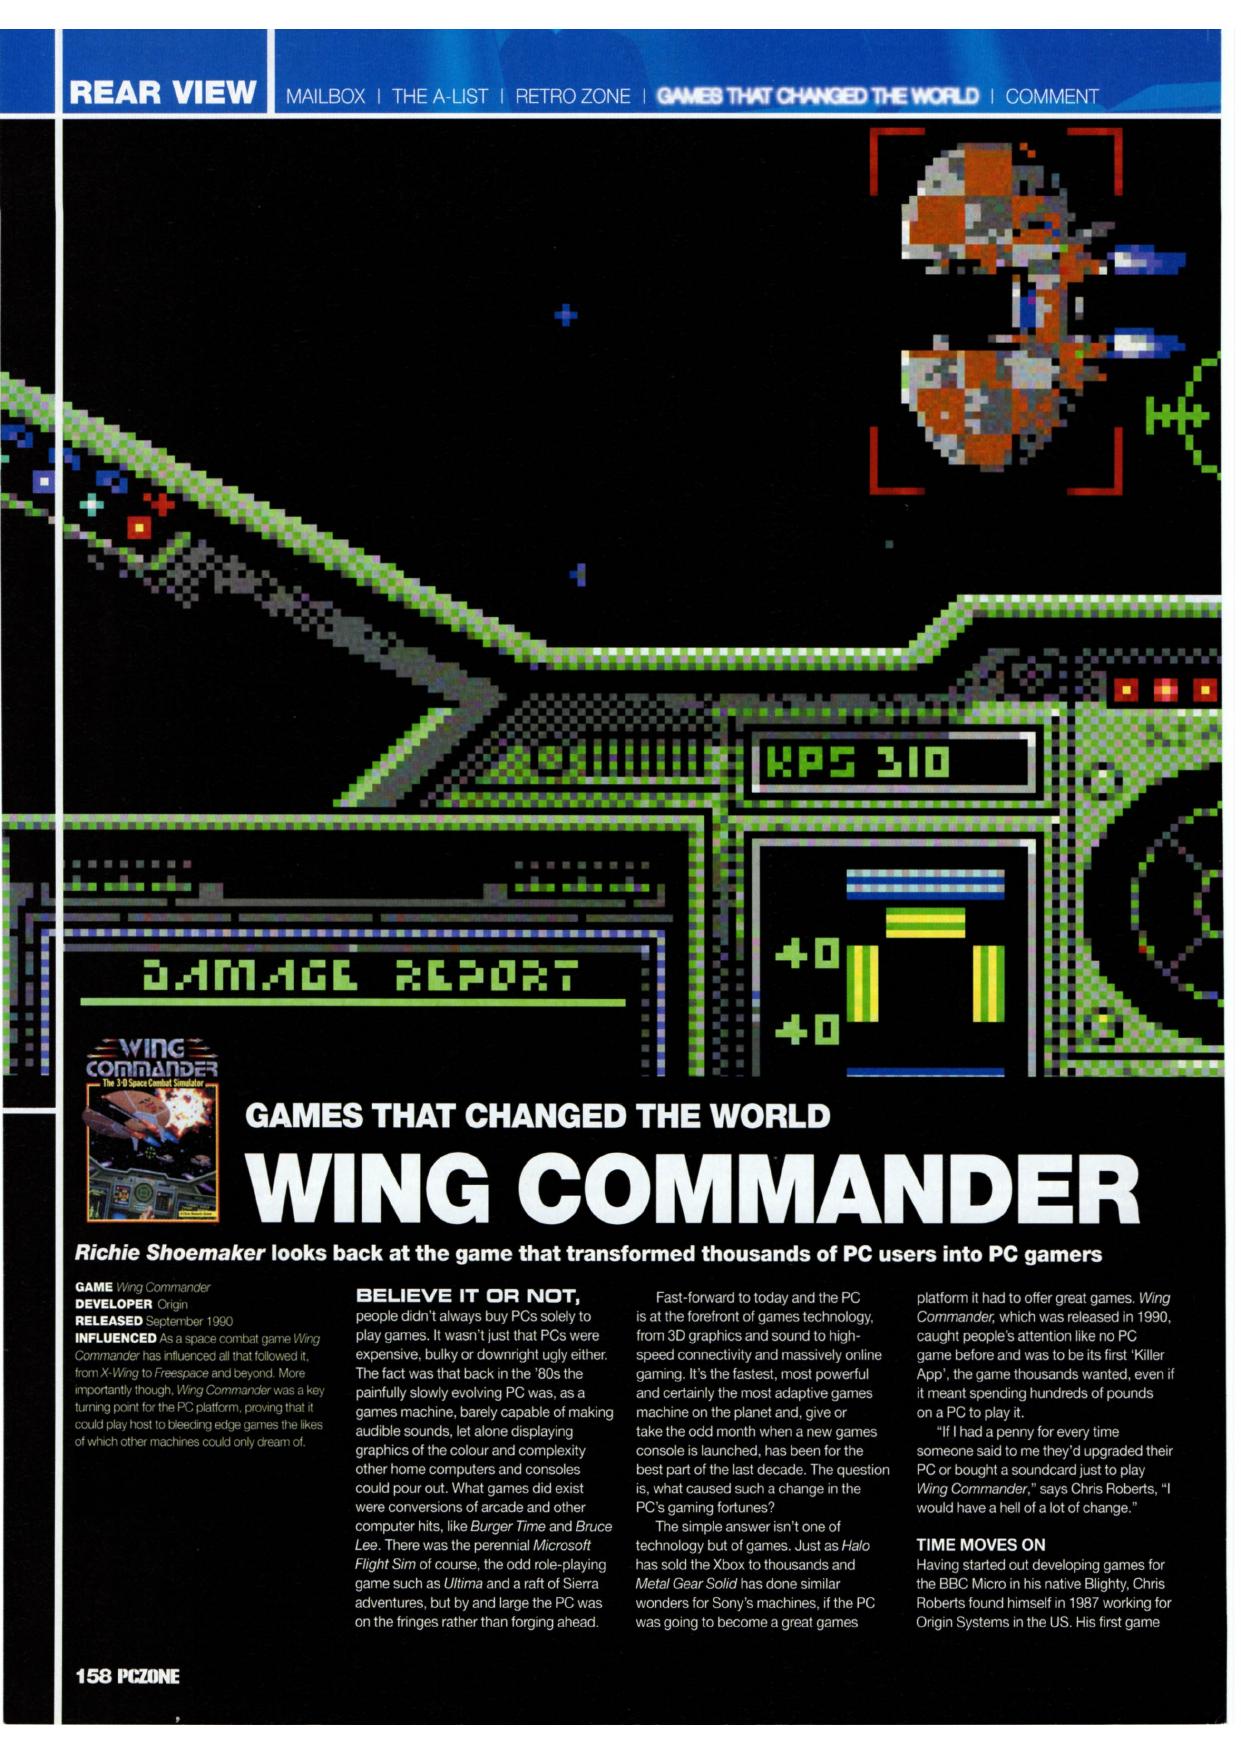 REAR VIEW
MAILBOX | THE A-LIST | RETRO ZONE | GAMES THAT CHANGED THE WORLD | COMMENT
KPS 310
40
40
DAMAGE REPORT
WING
COMMANDER
The 3-D Space Combat Simulator
GAMES THAT CHANGED THE WORLD
WING COMMANDER
Richie Shoemaker looks back at the game that transformed thousands of PC users into PC gamers
GAME Wing Commander
DEVELOPER Origin
RELEASED September 1990
INFLUENCED As a space combat game Wing
Commander has influenced all that followed it,
from X-Wing to Freespace and beyond. More
importantly though, Wing Commander was a key
turning point for the PC platform, proving that it
could play host to bleeding edge games the likes
of which other machines could only dream of.
BELIEVE IT OR NOT,
people didn't always buy PCs solely to
play games. It wasn't just that PCs were
expensive, bulky or downright ugly either.
The fact was that back in the '80s the
painfully slowly evolving PC was, as a
games machine, barely capable of making
audible sounds, let alone displaying
graphics of the colour and complexity
other home computers and consoles
could pour out. What games did exist
were conversions of arcade and other
computer hits, like Burger Time and Bruce
Lee. There was the perennial Microsoft
Flight Sim of course, the odd role-playing
game such as Ultima and a raft of Sierra
adventures, but by and large the PC was
on the fringes rather than forging ahead.
Fast-forward to today and the PC
is at the forefront of games technology,
from 3D graphics and sound to high-
speed connectivity and massively online
gaming. It's the fastest, most powerful
and certainly the most adaptive games
machine on the planet and, give or
take the odd month when a new games
console is launched, has been for the
best part of the last decade. The question
is, what caused such a change in the
PC's gaming fortunes?
The simple answer isn't one of
technology but of games. Just as Halo
has sold the Xbox to thousands and
Metal Gear Solid has done similar
wonders for Sony's machines, if the PC
was going to become a great games
platform it had to offer great games. Wing
Commander, which was released in 1990,
caught people's attention like no PC
game before and was to be its first 'Killer
App', the game thousands wanted, even if
it meant spending hundreds of pounds
on a PC to play it.
"If I had a penny for every time
someone said to me they'd upgraded their
PC or bought a soundcard just to play
Wing Commander," says Chris Roberts, "I
would have a hell of a lot of change."
TIME MOVES ON
Having started out developing games for
the BBC Micro in his native Blighty, Chris
Roberts found himself in 1987 working for
Origin Systems in the US. His first game
158 PCZONE